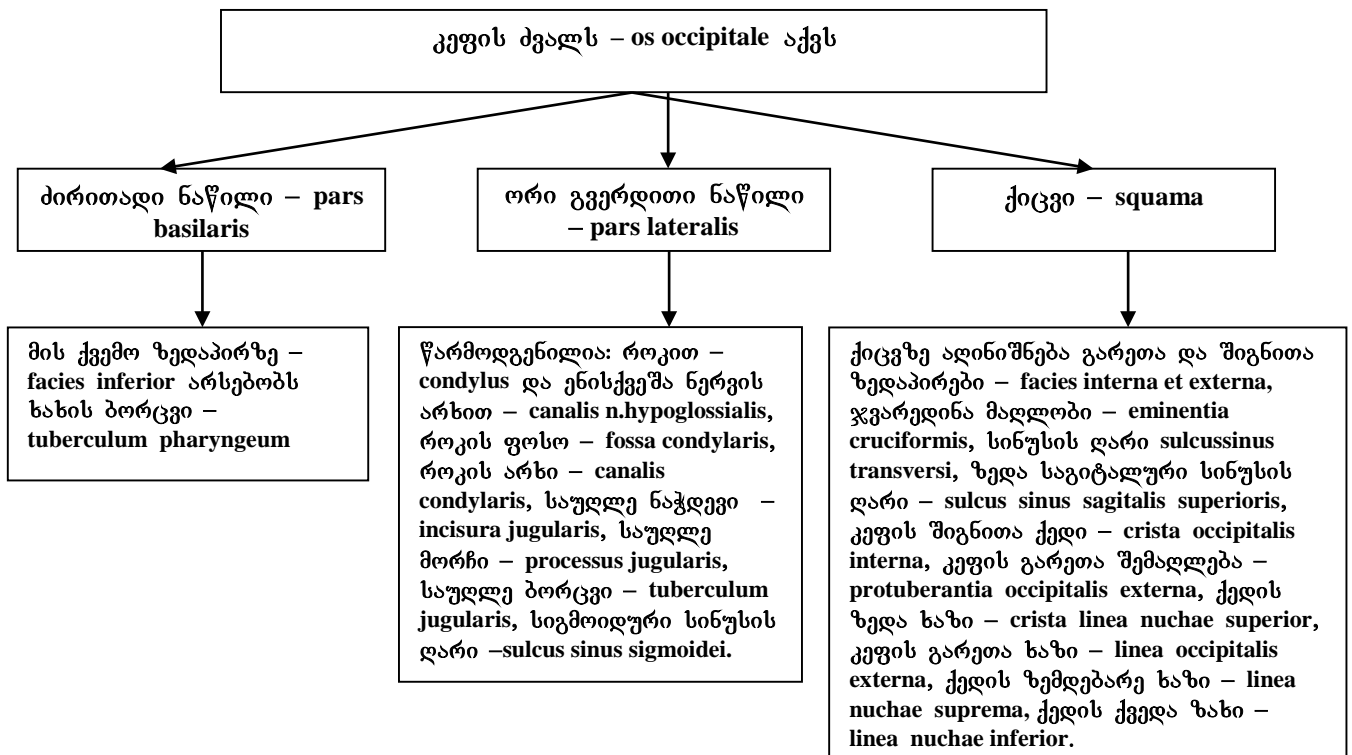 კეფის ძვალს – os occipitale აქვს
ძირითადი ნაწილი – pars
basilaris
ორი გვერდითი ნაწილი
– pars lateralis
ქიცვი – squama
მის ქვემო ზედაპირზე –
facies inferior არსებობს
ხახის ბორცვი –
tuberculum pharyngeum
წარმოდგენილია: როკით –
condylus და ენისქვეშა ნერვის
არხით – canalis n.hypoglossialis,
როკის ფოსო – fossa condylaris,
როკის არხი – canalis
condylaris, საუღლე ნაჭდევი –
incisura jugularis, საუღლე
მორჩი – processus jugularis,
საუღლე ბორცვი – tuberculum
jugularis, სიგმოიდური სინუსის
ღარი –sulcus sinus sigmoidei.
ქიცვზე აღინიშნება გარეთა და შიგნითა
ზედაპირები – facies interna et externa,
ჯვარედინა მაღლობი – eminentia
cruciformis, სინუსის ღარი sulcussinus
transversi, ზედა საგიტალური სინუსის
ღარი – sulcus sinus sagitalis superioris,
კეფის შიგნითა ქედი – crista occipitalis
interna, კეფის გარეთა შემაღლება –
protuberantia occipitalis externa, ქედის
ზედა ხაზი – crista linea nuchae superior,
კეფის გარეთა ხაზი – linea occipitalis
externa, ქედის ზემდებარე ხაზი – linea
nuchae suprema, ქედის ქვედა ზახი –
linea nuchae inferior.